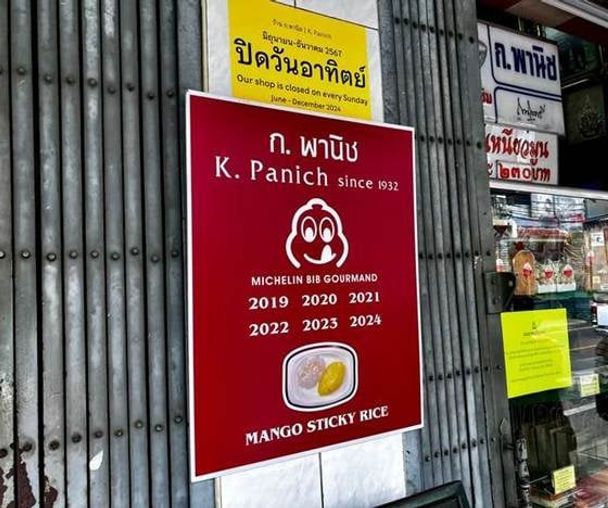 ร้าน ก.พานิช | K. Panich
มิถุนายน-ธันวาคม 2567
ปิดวันอาทิตย์
Our shop is closed on every Sunday
June - December 2024
ก. พานิช
K. Panich since 1932
MICHELIN BIB GOURMAND
2019 2020 2021
2022 2023 2024
MANGO STICKY RICE
ก.พานิช
เหนียวมูน
๒๓๐บาท